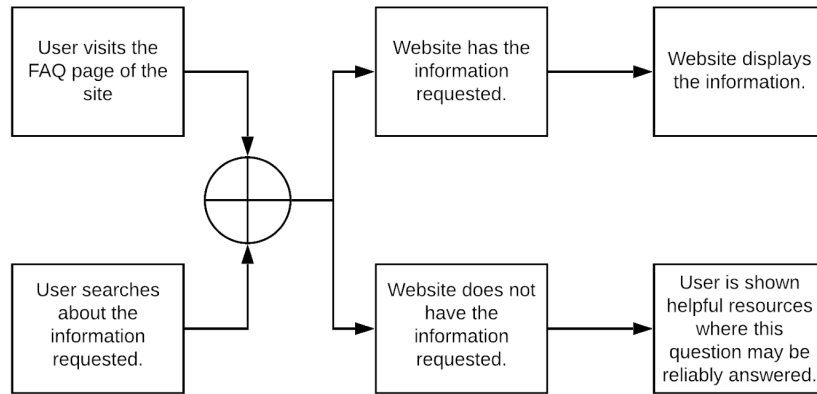 User visits the
FAQ page of the
site
Website has the
information
requested.
Website displays
the information.
User searches
about the
information
requested.
Website does not
have the
information
requested.
User is shown
helpful resources
where this
question may be
reliably answered.